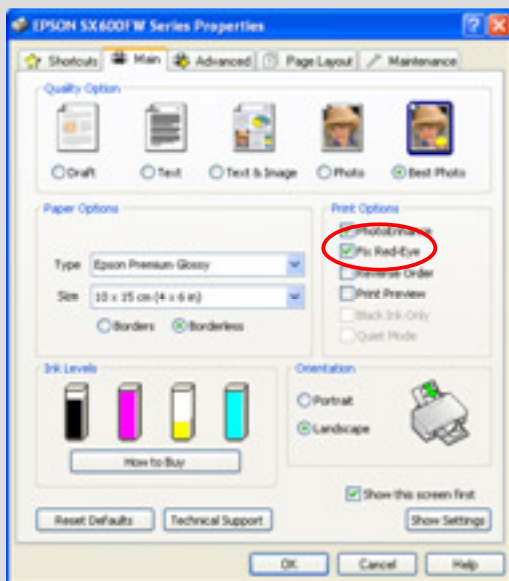 EPSON SX600FW Series Properties
Shortcuts Main Advanced Page Layout Maintenance
Quality Option
Draft Text Text & Image Photo Best Photo
Paper Options
Type Epson Premium Glossy
Size 10 x 15 cm (4 x 6 in)
Borders Borderless
Print Options
PhotoEnhance
Fix Red-Eye
Reverse Order
Print Preview
Black Ink Only
Quiet Mode
Ink Levels
How to Buy
Orientation
Portrait
Landscape
Show this screen first
Reset Defaults Technical Support Show Settings
OK Cancel Help